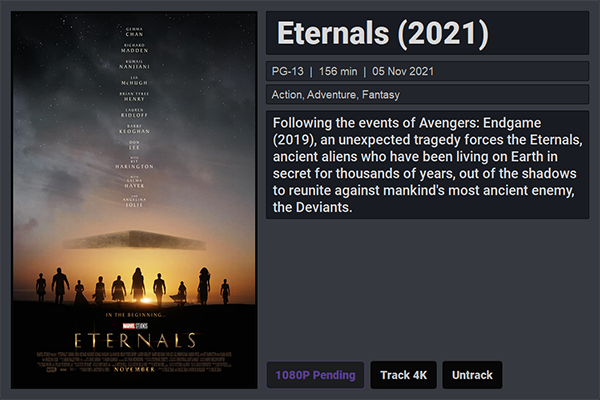 GEMMA
CHAN
RICHARD
MADDEN
KUMAIL
NANJIANI
LIA
McHUGH
BRIAN TYREE
HENRY
LAUREN
RIDLOFF
BARRY
KEOGHAN
DON
LEE
WITH
KIT
HARINGTON
WITH
SALMA
HAYEK
AND
ANGELINA
JOLIE
IN THE BEGINNING...
MARVEL STUDIOS
ETERNALS
NOVEMBER
Eternals (2021)
PG-13 | 156 min | 05 Nov 2021
Action, Adventure, Fantasy
Following the events of Avengers: Endgame
(2019), an unexpected tragedy forces the Eternals,
ancient aliens who have been living on Earth in
secret for thousands of years, out of the shadows
to reunite against mankind's most ancient enemy,
the Deviants.
1080P Pending
Track 4K
Untrack